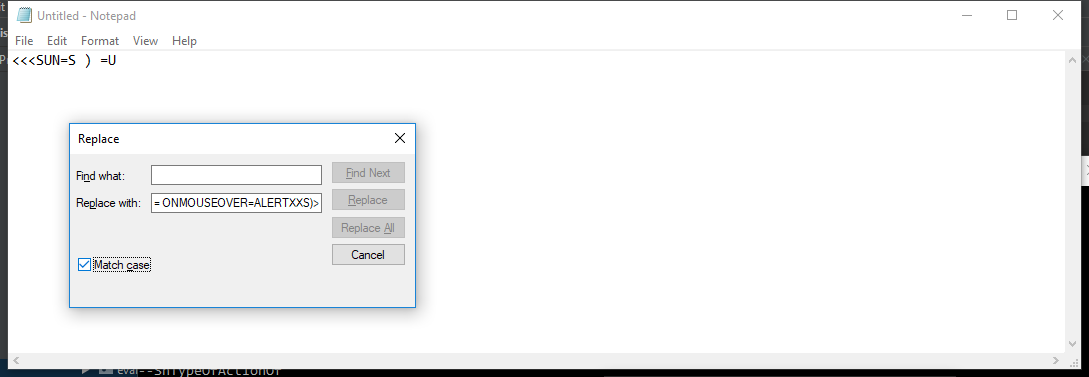 Untitled - Notepad
File Edit Format View Help
<<<SUN=S ) =U
Replace
Find what:
Find Next
Replace with: = ONMOUSEOVER=ALERTXXS)>
Replace
Replace All
Cancel
Match case